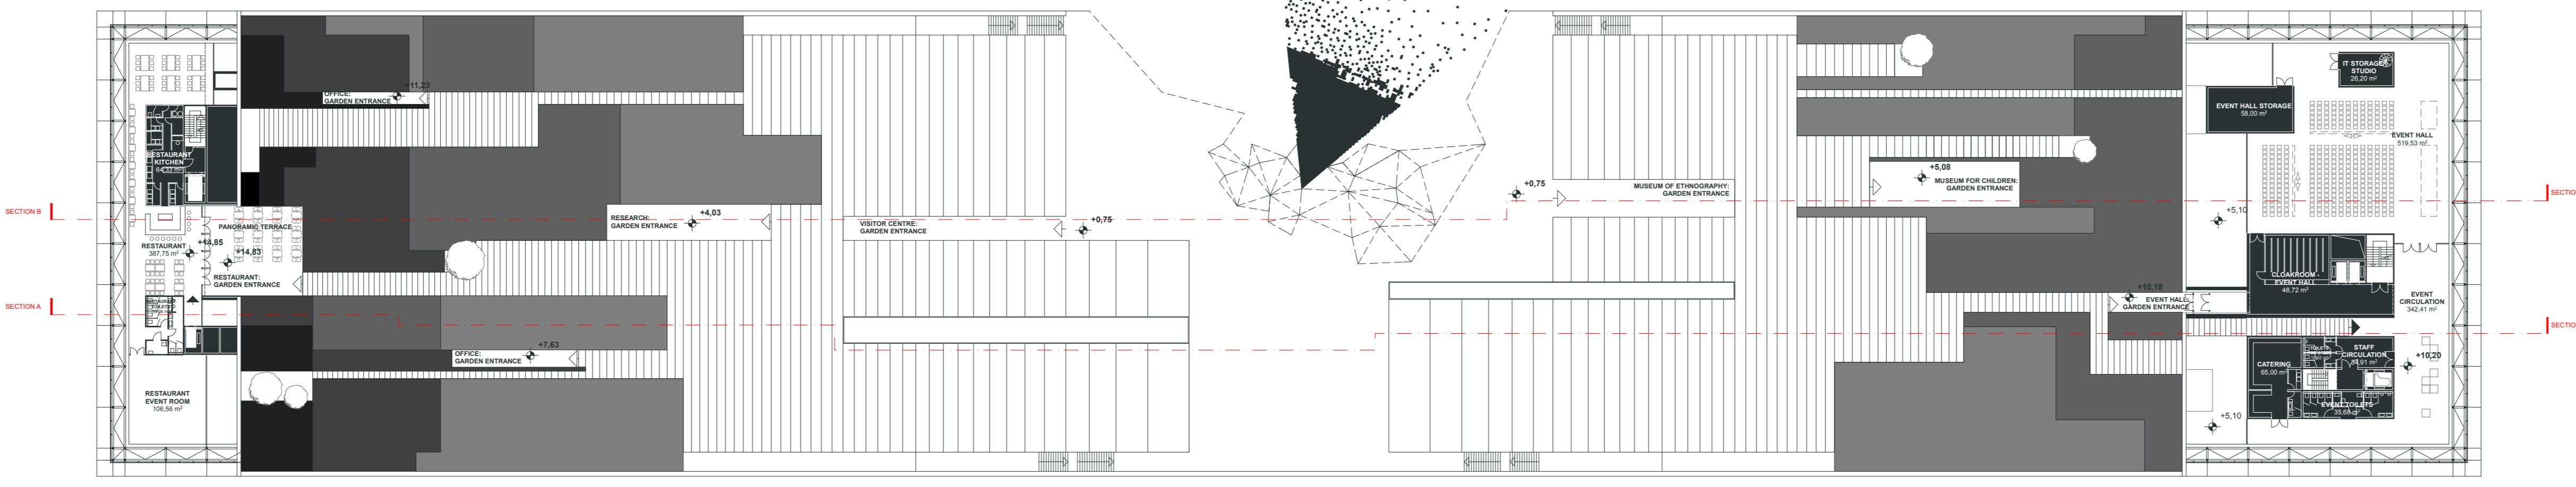 OFFICE:
GARDEN ENTRANCE
+11,23
RESTAURANT
KITCHEN
64,33 m²
SECTION B
PANORAMIC TERRACE
RESTAURANT
387,75 m²
+14,85
+14,83
RESTAURANT:
GARDEN ENTRANCE
SECTION A
RESTAURANT
EVENT ROOM
106,56 m²
RESEARCH:
GARDEN ENTRANCE
+4,03
OFFICE:
GARDEN ENTRANCE
+7,63
VISITOR CENTRE:
GARDEN ENTRANCE
+0,75
+0,75
MUSEUM OF ETHNOGRAPHY:
GARDEN ENTRANCE
+5,08
MUSEUM FOR CHILDREN:
GARDEN ENTRANCE
+10,18
EVENT HALL:
GARDEN ENTRANCE
IT STORAGE/
STUDIO
26,20 m²
EVENT HALL STORAGE
58,00 m²
EVENT HALL
519,53 m²
+5,10
CLOAKROOM -
EVENT HALL
48,72 m²
EVENT
CIRCULATION
342,41 m²
STAFF
CIRCULATION
CATERING
65,00 m²
+10,20
EVENT TOILETS
35,68 m²
+5,10
SECTIO
SECTIO